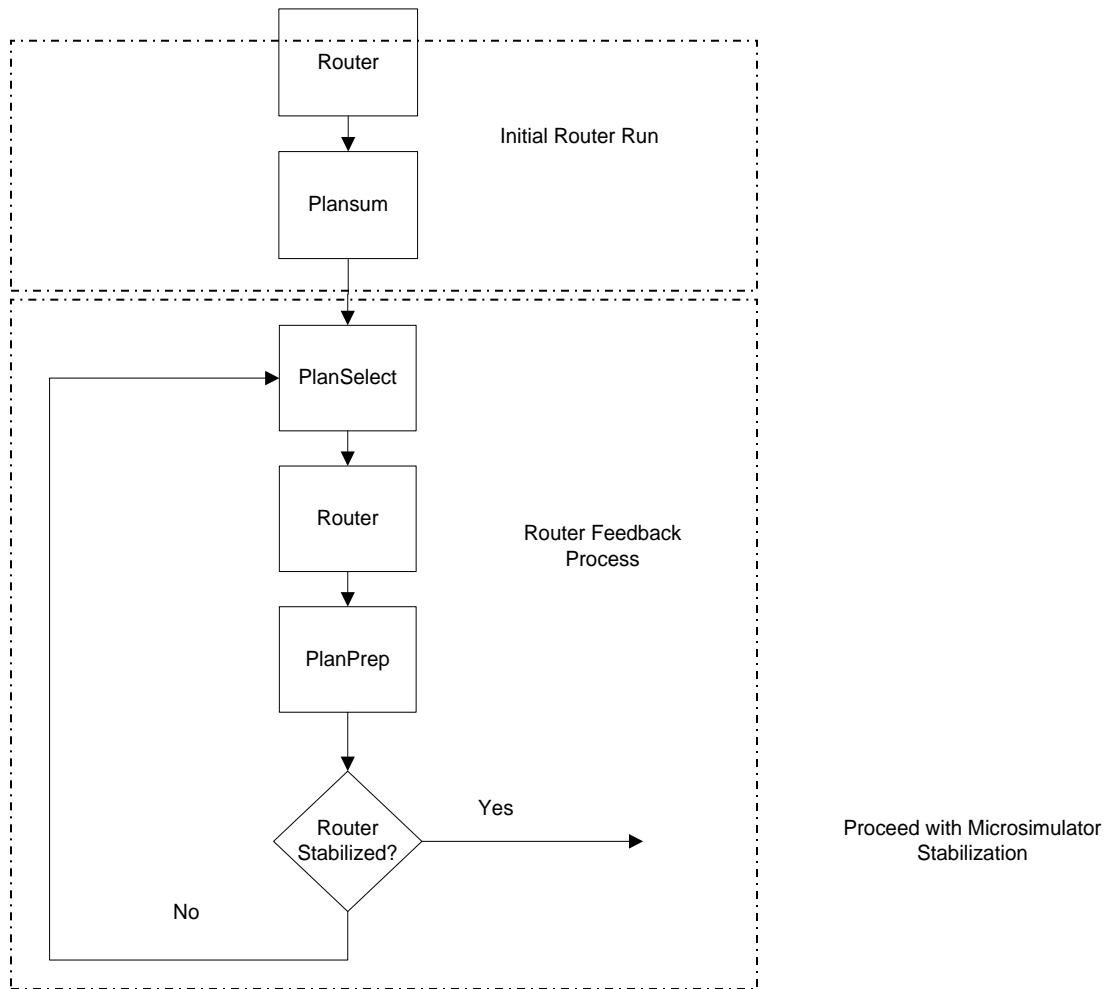 Router
Initial Router Run
Plansum
PlanSelect
Router
Router Feedback
Process
PlanPrep
Yes
Router
Stabilized?
Proceed with Microsimulator
Stabilization
No